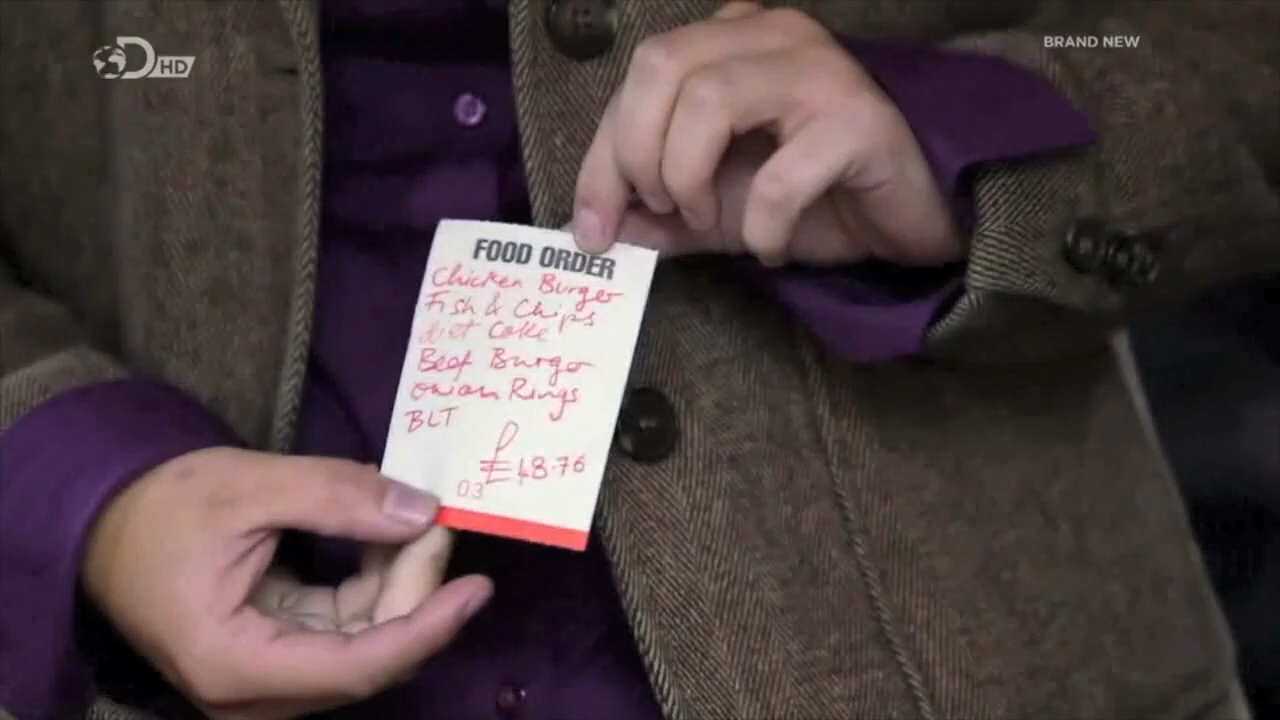 D HD
BRAND NEW
FOOD ORDER
Chicken Burger
Fish & Chips
diet Coke
Beef Burger
onion Rings
BLT
£48.76
03